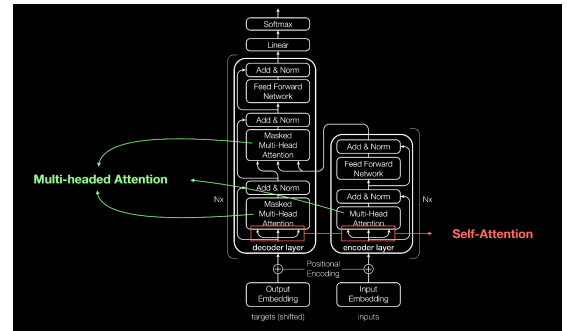 Softmax
Linear
Add & Norm
Feed Forward
Network
Add & Norm
Masked
Multi-Head
Attention
Add & Norm
Masked
Multi-Head
Attention
decoder layer
Nx
Add & Norm
Feed Forward
Network
Add & Norm
Multi-Head
Attention
encoder layer
Nx
Multi-headed Attention
Self-Attention
Positional
Encoding
Output
Embedding
Input
Embedding
targets (shifted)
inputs